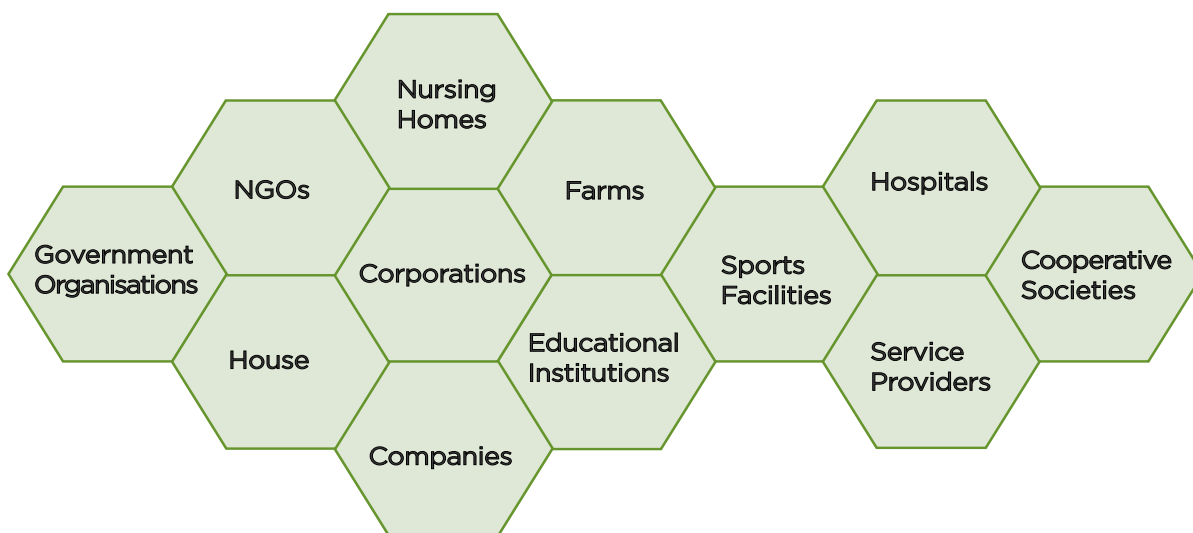 Nursing
Homes
NGOs
Farms
Hospitals
Government
Organisations
Corporations
Sports
Facilities
Cooperative
Societies
House
Educational
Institutions
Service
Providers
Companies